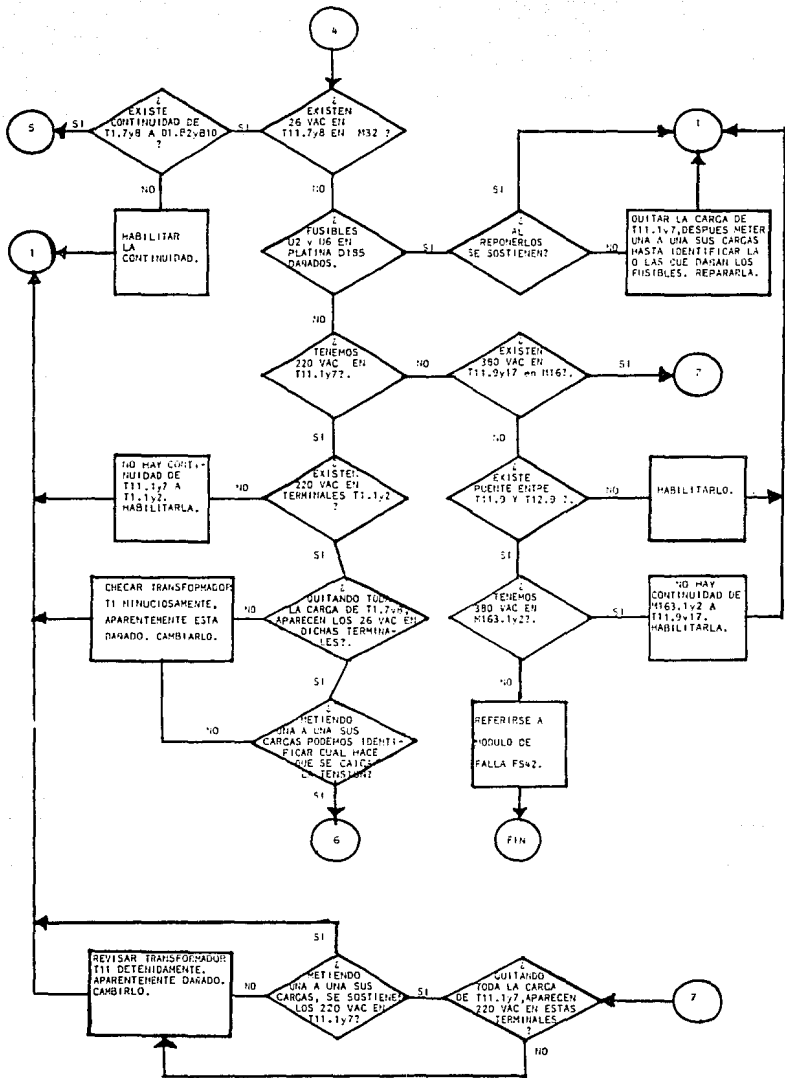 4
¿
EXISTEN
26 VAC EN
T11.7y8 EN M32 ?
SI
¿
EXISTE
CONTINUIDAD DE
T1.7y8 A D1.B2yB10
?
SI
5
NO
HABILITAR
LA
CONTINUIDAD.
1
NO
¿
FUSIBLES
U2 y U6 EN
PLATINA D195
DAÑADOS.
SI
¿
AL
REPONERLOS
SE SOSTIENEN?
SI
1
NO
QUITAR LA CARGA DE
T11.1y7,DESPUES METER
UNA A UNA SUS CARGAS
HASTA IDENTIFICAR LA
O LAS QUE DAÑAN LOS
FUSIBLES. REPARARLA.
NO
¿
TENEMOS
220 VAC EN
T11.1y7?.
NO
¿
EXISTEN
380 VAC EN
T11.9y17 en M16?.
SI
7
SI
NO
¿
EXISTEN
220 VAC EN
TERMINALES T1.1y2
?
NO
NO HAY CONTI-
NUIDAD DE
T11.1y7 A
T1.1y2.
HABILITARLA.
¿
EXISTE
PUENTE ENTRE
T11.9 Y T12.9 ?.
NO
HABILITARLO.
SI
SI
¿
QUITANDO TODA
LA CARGA DE T1.7y8,
APARECEN LOS 26 VAC EN
DICHAS TERMINA-
LES?.
NO
CHECAR TRANSFORMADOR
T1 MINUCIOSAMENTE,
APARENTEMENTE ESTA
DAÑADO. CAMBIARLO.
¿
TENEMOS
380 VAC EN
M163.1y2?.
SI
NO HAY
CONTINUIDAD DE
M163.1y2 A
T11.9y17.
HABILITARLA.
SI
NO
¿
METIENDO
UNA A UNA SUS
CARGAS PODEMOS IDENTI-
FICAR CUAL HACE
QUE SE CAIGA
LA TENSION?
NO
SI
6
REFERIRSE A
MODULO DE
FALLA FS42.
FIN
SI
REVISAR TRANSFORMADOR
T11 DETENIDAMENTE.
APARENTEMENTE DAÑADO.
CAMBIRLO.
NO
¿
METIENDO
UNA A UNA SUS
CARGAS, SE SOSTIENEN
LOS 220 VAC EN
T11.1y7?
SI
¿
QUITANDO
TODA LA CARGA
DE T11.1y7,APARECEN
220 VAC EN ESTAS
TERMINALES
?
7
NO